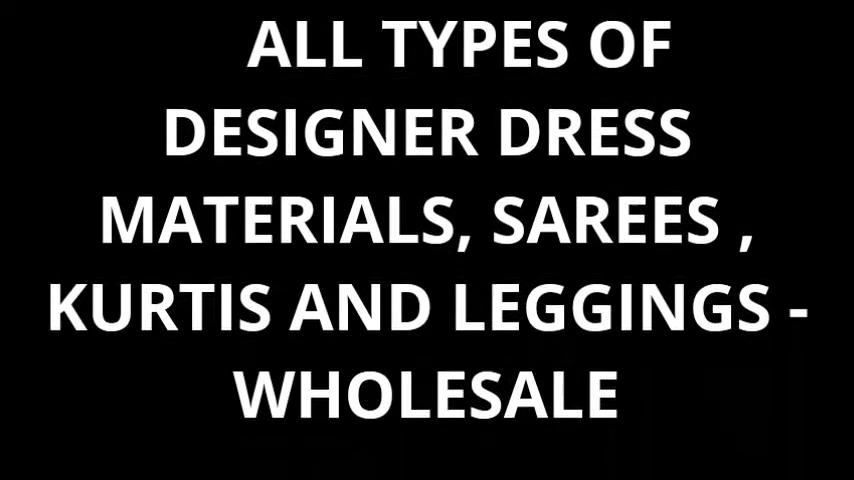 ALL TYPES OF
DESIGNER DRESS
MATERIALS, SAREES ,
KURTIS AND LEGGINGS -
WHOLESALE